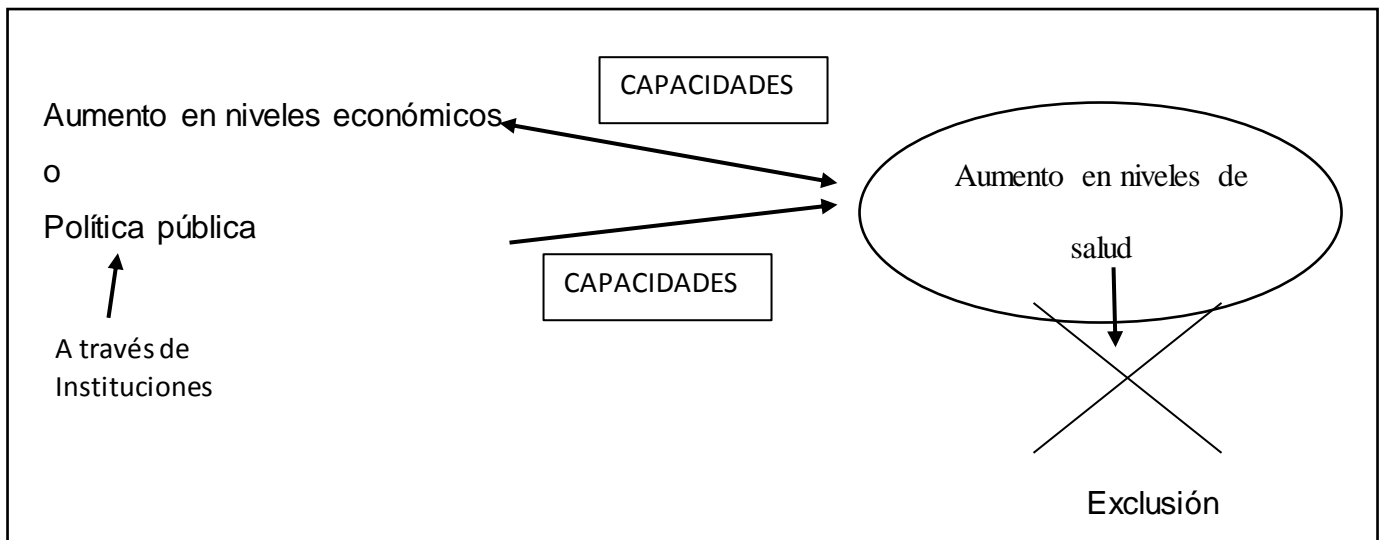 CAPACIDADES
Aumento en niveles económicos
o
Política pública
Aumento en niveles de
salud
CAPACIDADES
A través de
Instituciones
Exclusión